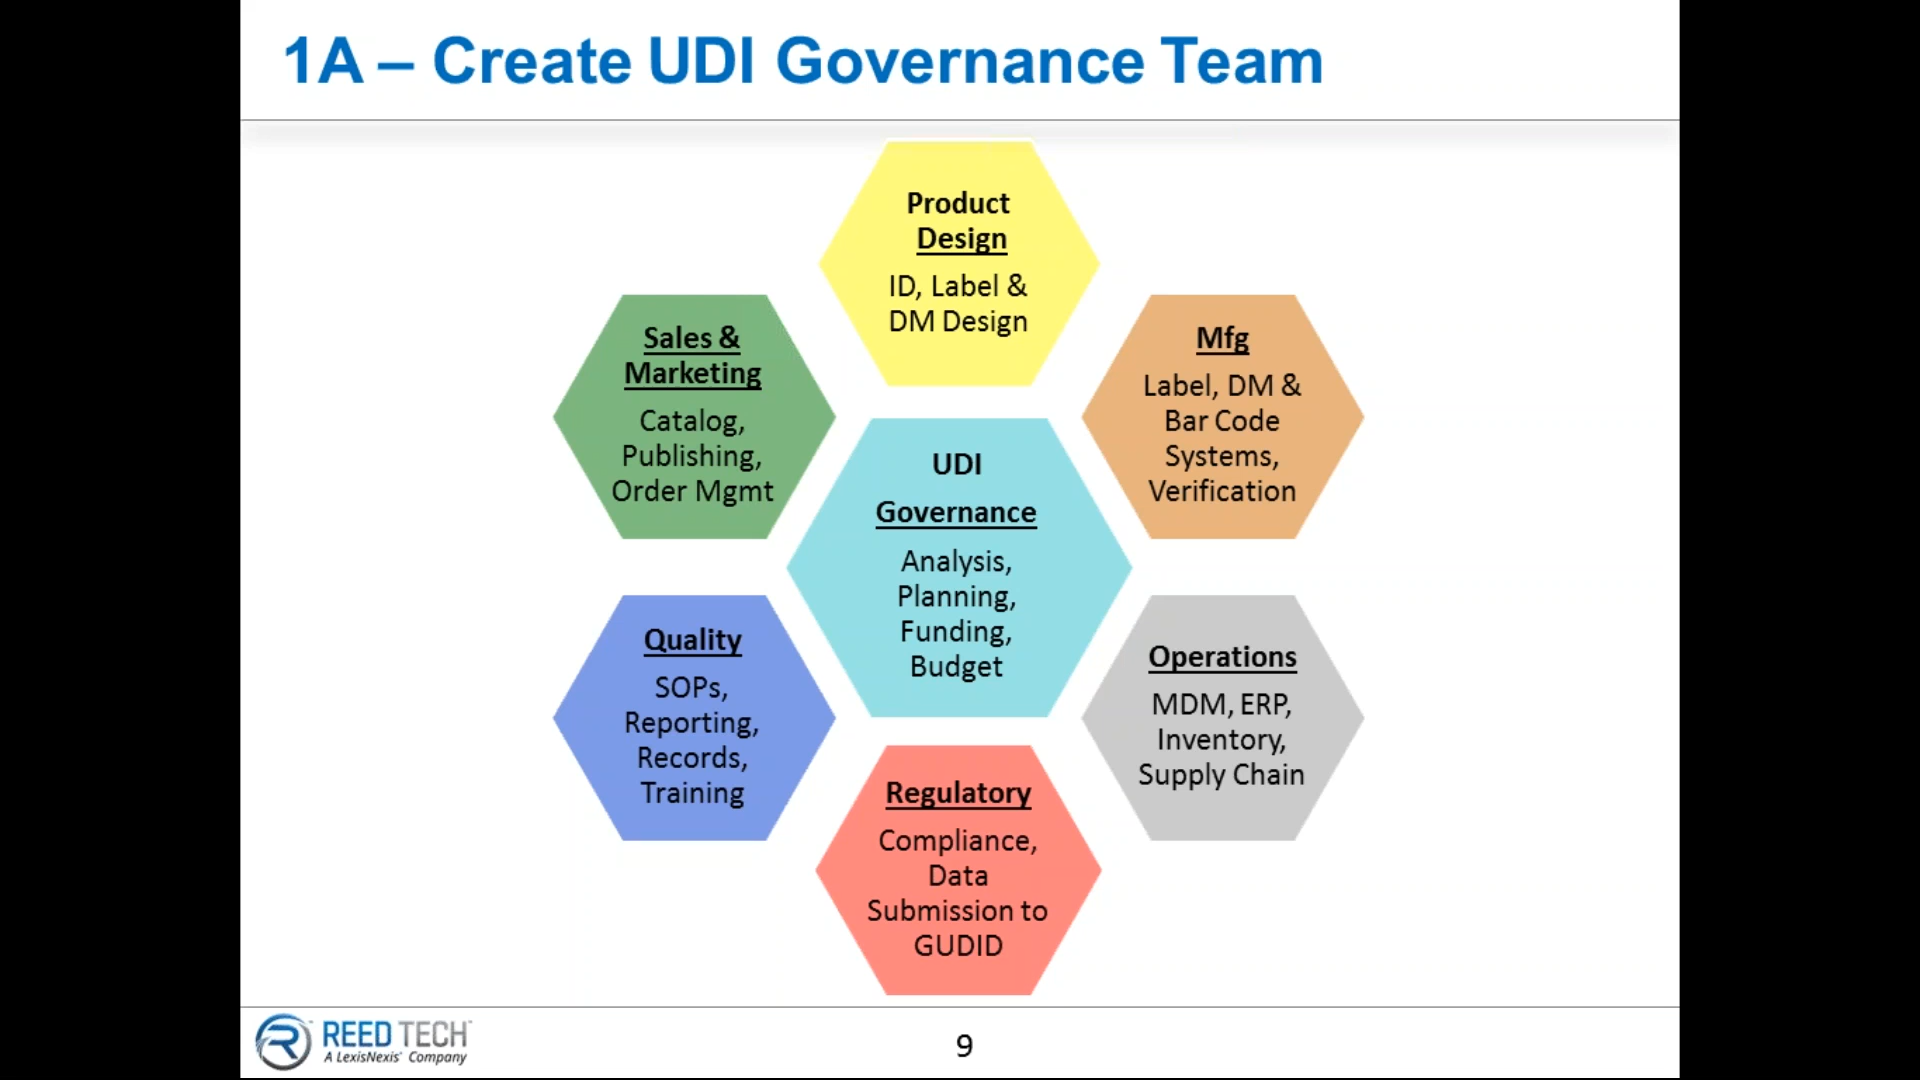 1A – Create UDI Governance Team
Product
Design
ID, Label &
DM Design
Sales &
Marketing
Catalog,
Publishing,
Order Mgmt
Mfg
Label, DM &
Bar Code
Systems,
Verification
UDI
Governance
Analysis,
Planning,
Funding,
Budget
Quality
SOPs,
Reporting,
Records,
Training
Operations
MDM, ERP,
Inventory,
Supply Chain
Regulatory
Compliance,
Data
Submission to
GUDID
REED TECH™
A LexisNexis® Company
9